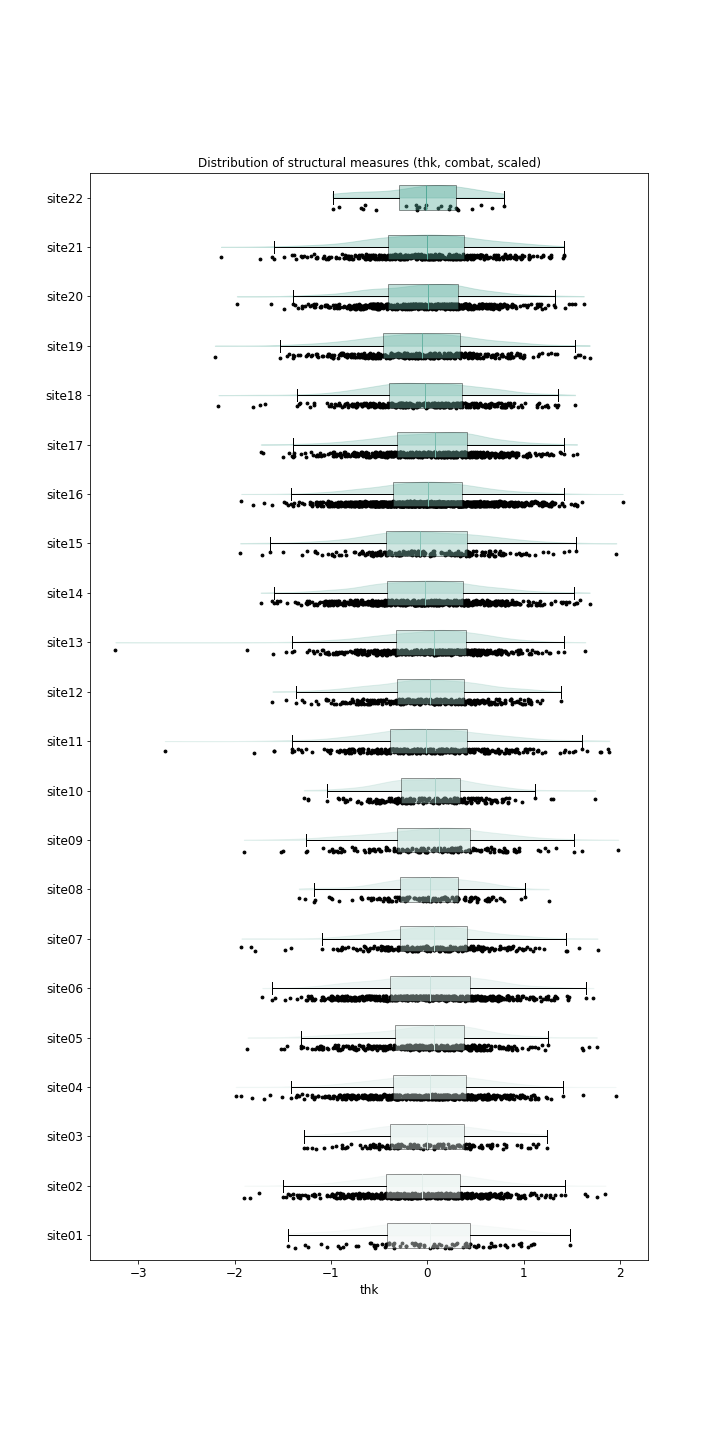 Distribution of structural measures (thk, combat, scaled)
site22
site21
site20
site19
site18
site17
site16
site15
site14
site13
site12
site11
site10
site09
site08
site07
site06
site05
site04
site03
site02
site01
−3 −2 −1 0 1 2
thk